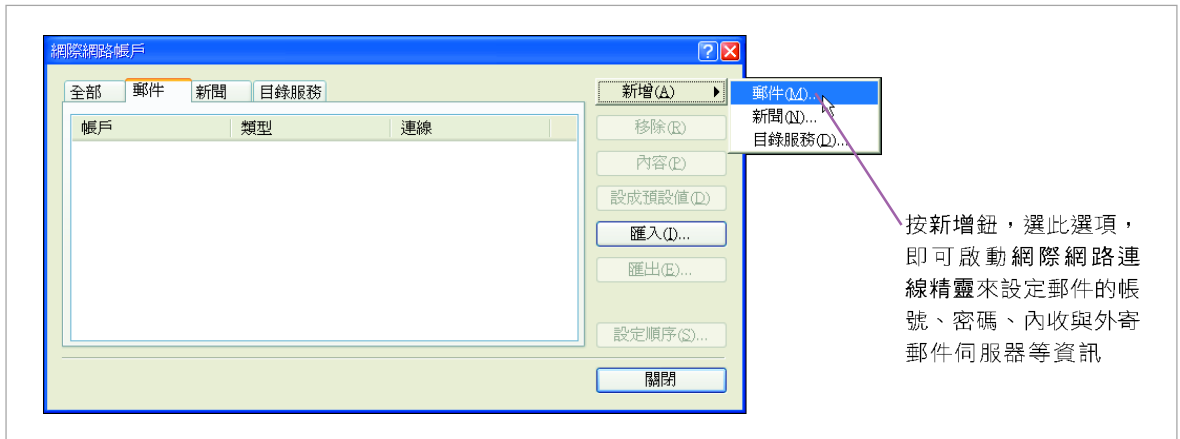 網際網路帳戶
全部 郵件 新聞 目錄服務
帳戶 類型 連線
新增(A)
移除(R)
內容(P)
設成預設值(D)
匯入(I)...
匯出(E)...
設定順序(S)...
關閉
郵件(M)...
新聞(N)...
目錄服務(D)...
按新增鈕，選此選項，
即可啟動網際網路連
線精靈來設定郵件的帳
號、密碼、內收與外寄
郵件伺服器等資訊